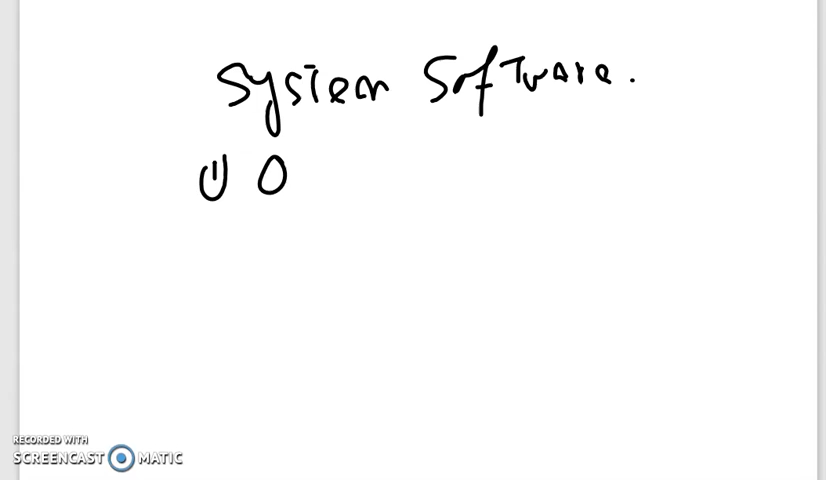 System Software.
(1) O
RECORDED WITH
SCREENCAST MATIC